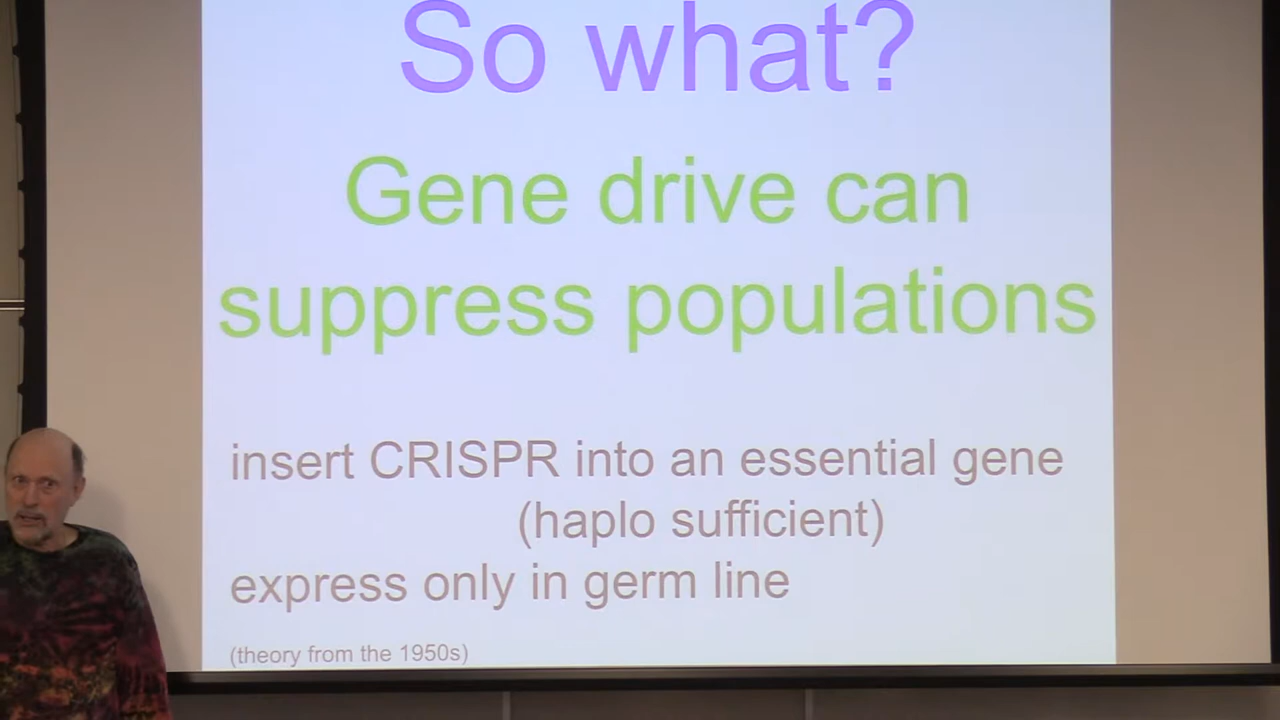 So what?
Gene drive can
suppress populations
insert CRISPR into an essential gene
(haplo sufficient)
express only in germ line
(theory from the 1950s)